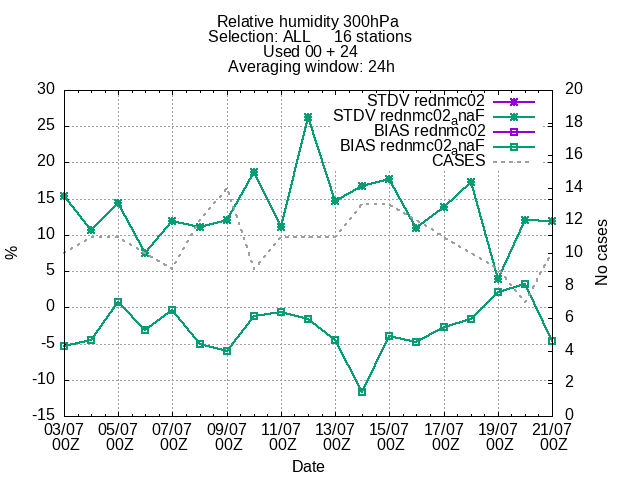 Relative humidity 300hPa
Selection: ALL 16 stations
Used 00 + 24
Averaging window: 24h
30 20
25 18
20 16
15 14
10 12
5 10
0 8
-5 6
-10 4
-15 2
0
STDV rednmc02
STDV rednmc02anaF
BIAS rednmc02
BIAS rednmc02anaF
CASES
%
No cases
03/07 05/07 07/07 09/07 11/07 13/07 15/07 17/07 19/07 21/07
00Z 00Z 00Z 00Z 00Z 00Z 00Z 00Z 00Z 00Z
Date